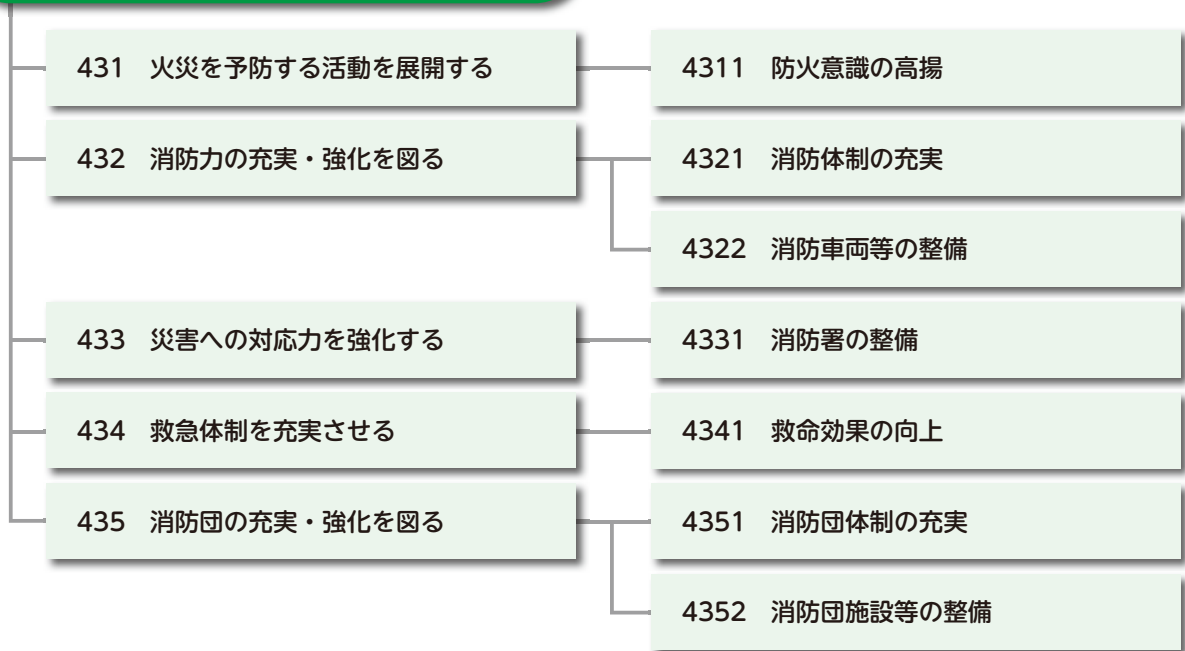 431 火災を予防する活動を展開する
4311 防火意識の高揚
432 消防力の充実・強化を図る
4321 消防体制の充実
4322 消防車両等の整備
433 災害への対応力を強化する
4331 消防署の整備
434 救急体制を充実させる
4341 救命効果の向上
435 消防団の充実・強化を図る
4351 消防団体制の充実
4352 消防団施設等の整備